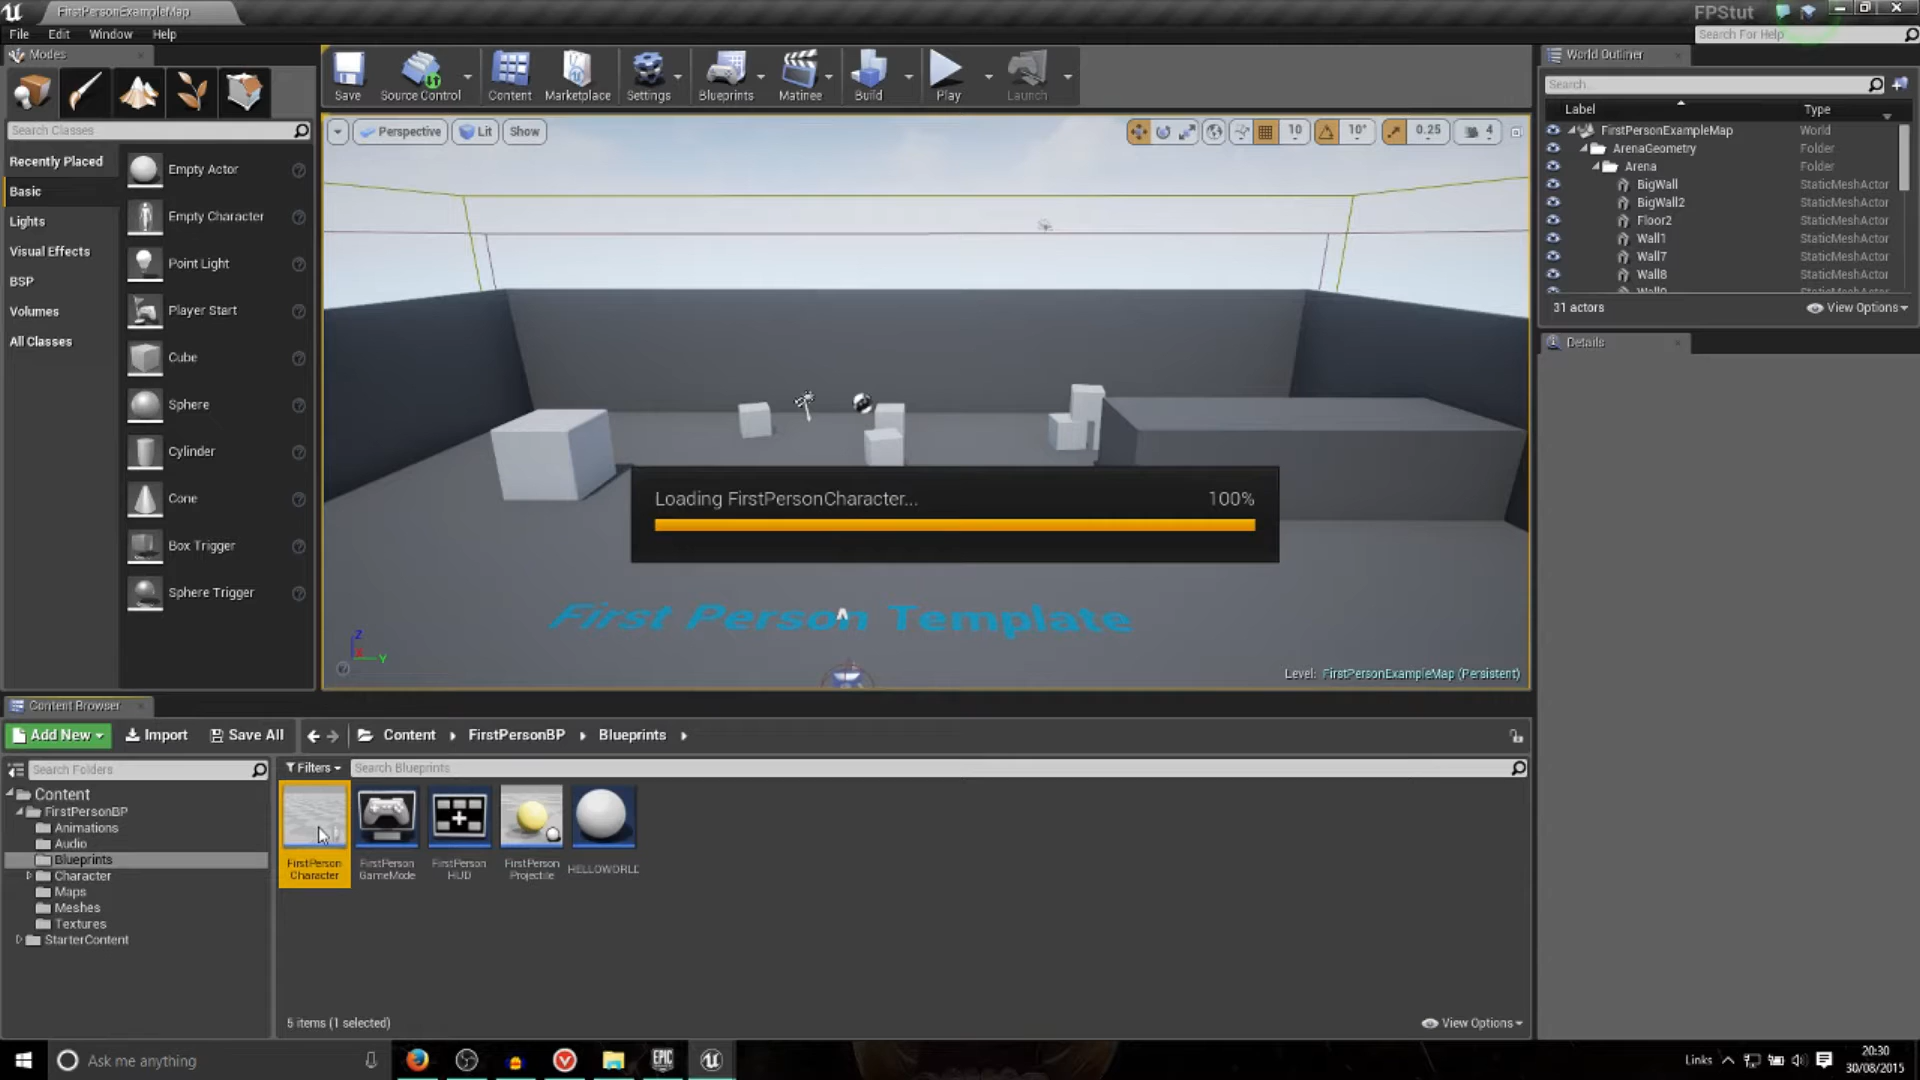 FirstPersonExampleMap
FPStut
File Edit Window Help
Search For Help
Modes
Search Classes
Recently Placed
Basic
Lights
Visual Effects
BSP
Volumes
All Classes
Empty Actor
Empty Character
Point Light
Player Start
Cube
Sphere
Cylinder
Cone
Box Trigger
Sphere Trigger
Save
Source Control
Content
Marketplace
Settings
Blueprints
Matinee
Build
Play
Launch
Perspective Lit Show
10 10° 0.25 4
Loading FirstPersonCharacter... 100%
First Person Template
Z
X
Y
Level: FirstPersonExampleMap (Persistent)
World Outliner
Search...
Label Type
FirstPersonExampleMap World
ArenaGeometry Folder
Arena Folder
BigWall StaticMeshActor
BigWall2 StaticMeshActor
Floor2 StaticMeshActor
Wall1 StaticMeshActor
Wall7 StaticMeshActor
Wall8 StaticMeshActor
31 actors View Options
Details
Content Browser
Add New Import Save All Content FirstPersonBP Blueprints
Search Folders
Filters Search Blueprints
Content
FirstPersonBP
Animations
Audio
Blueprints
Character
Maps
Meshes
Textures
StarterContent
FirstPerson
Character
FirstPerson
GameMode
FirstPerson
HUD
FirstPerson
Projectile
HELLOWORLD
5 items (1 selected) View Options
Ask me anything
EPIC
GAMES
Links
20:30
30/08/2015